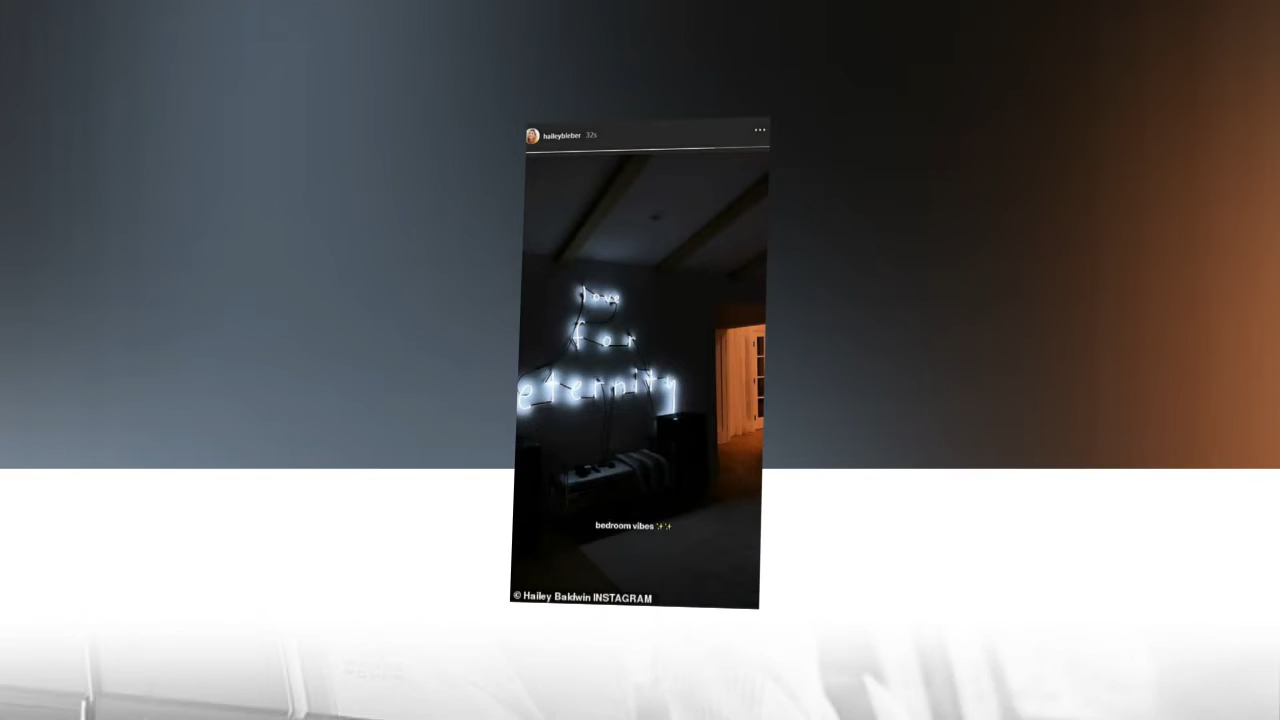 haileybieber 32s
love
for
eternity
bedroom vibes ✨✨
© Hailey Baldwin INSTAGRAM